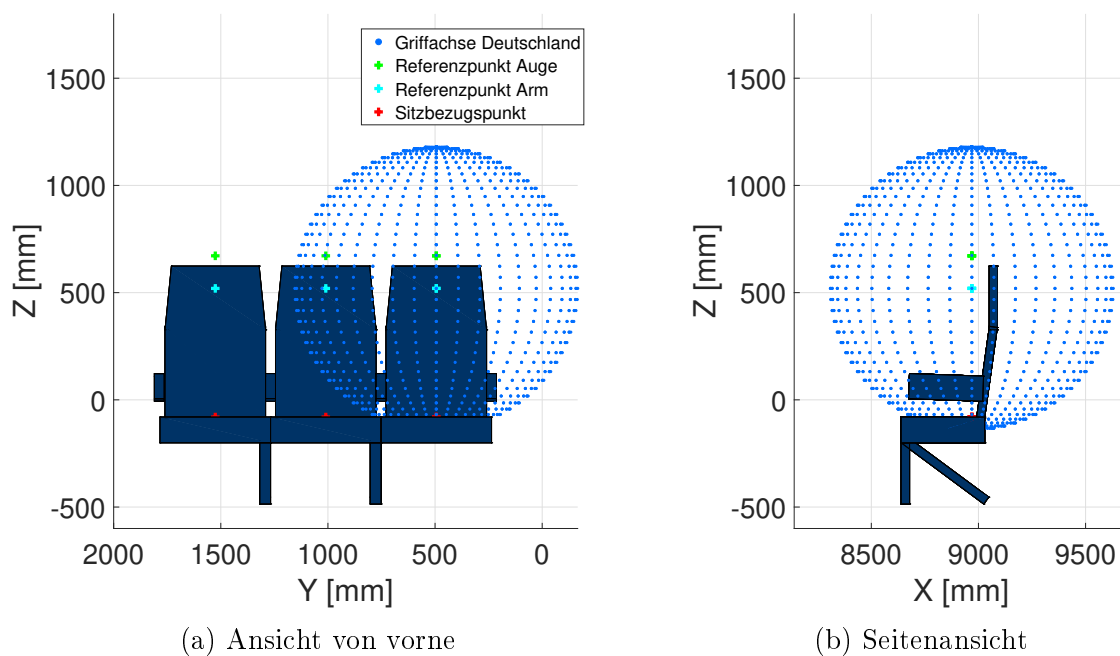 Griffachse Deutschland
Referenzpunkt Auge
Referenzpunkt Arm
Sitzbezugspunkt
1500
1000
500
0
-500
Z [mm]
2000 1500 1000 500 0
Y [mm]
(a) Ansicht von vorne
1500
1000
500
0
-500
Z [mm]
8500 9000 9500
X [mm]
(b) Seitenansicht